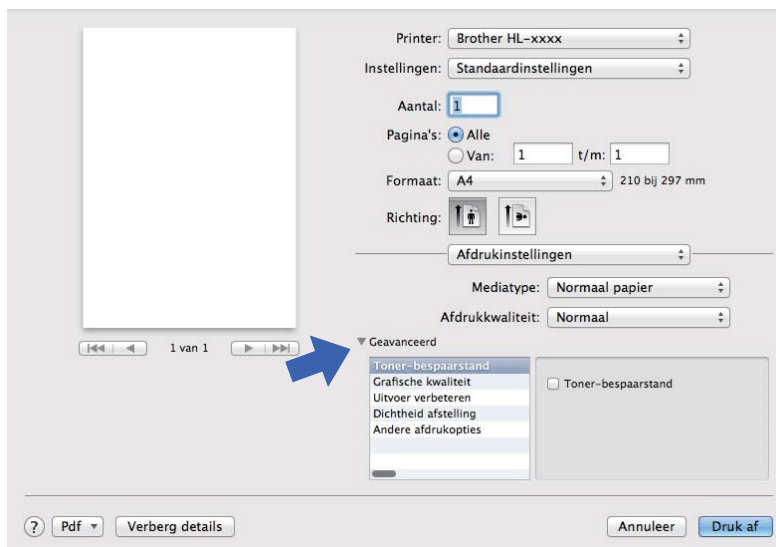 Printer: Brother HL-xxxx
Instellingen: Standaardinstellingen
Aantal: 1
Pagina's: Alle
Van: 1 t/m: 1
Formaat: A4 210 bij 297 mm
Richting:
Afdrukinstellingen
Mediatype: Normaal papier
Afdrukkwaliteit: Normaal
1 van 1
Geavanceerd
Toner-bespaarstand
Grafische kwaliteit
Uitvoer verbeteren
Dichtheid afstelling
Andere afdrukopties
Toner-bespaarstand
? Pdf Verberg details Annuleer Druk af